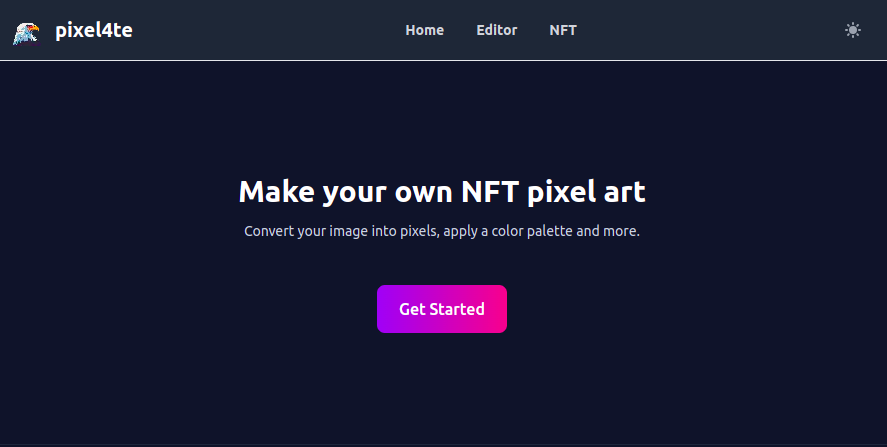 pixel4te
Home Editor NFT
Make your own NFT pixel art
Convert your image into pixels, apply a color palette and more.
Get Started